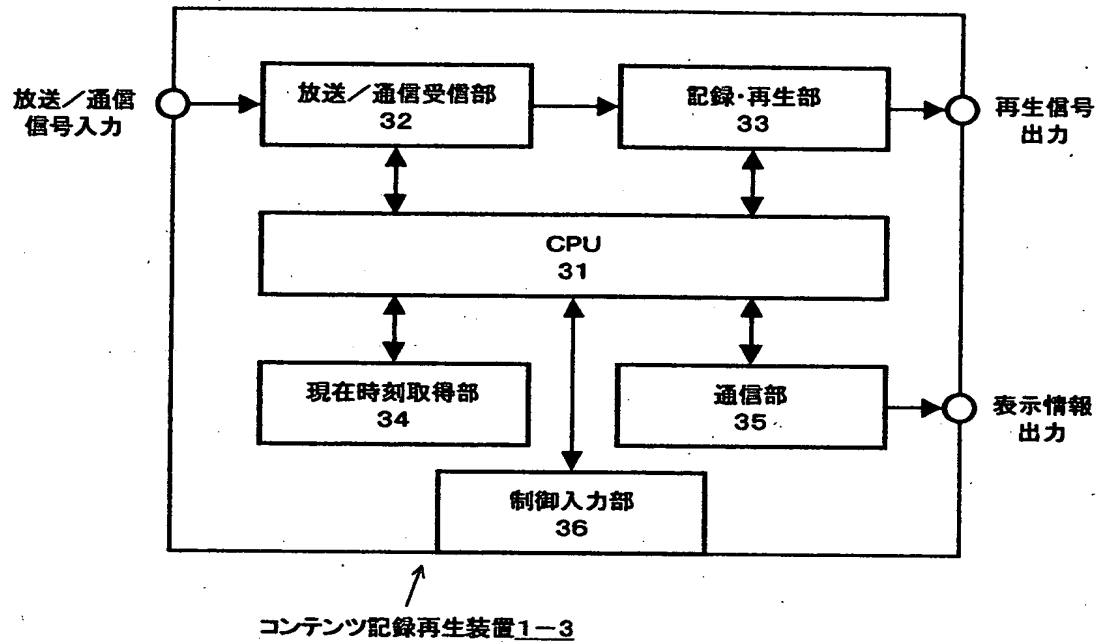 放送／通信
信号入力
放送／通信受信部
32
記録・再生部
33
再生信号
出力
CPU
31
現在時刻取得部
34
通信部
35
表示情報
出力
制御入力部
36
コンテンツ記録再生装置1－3